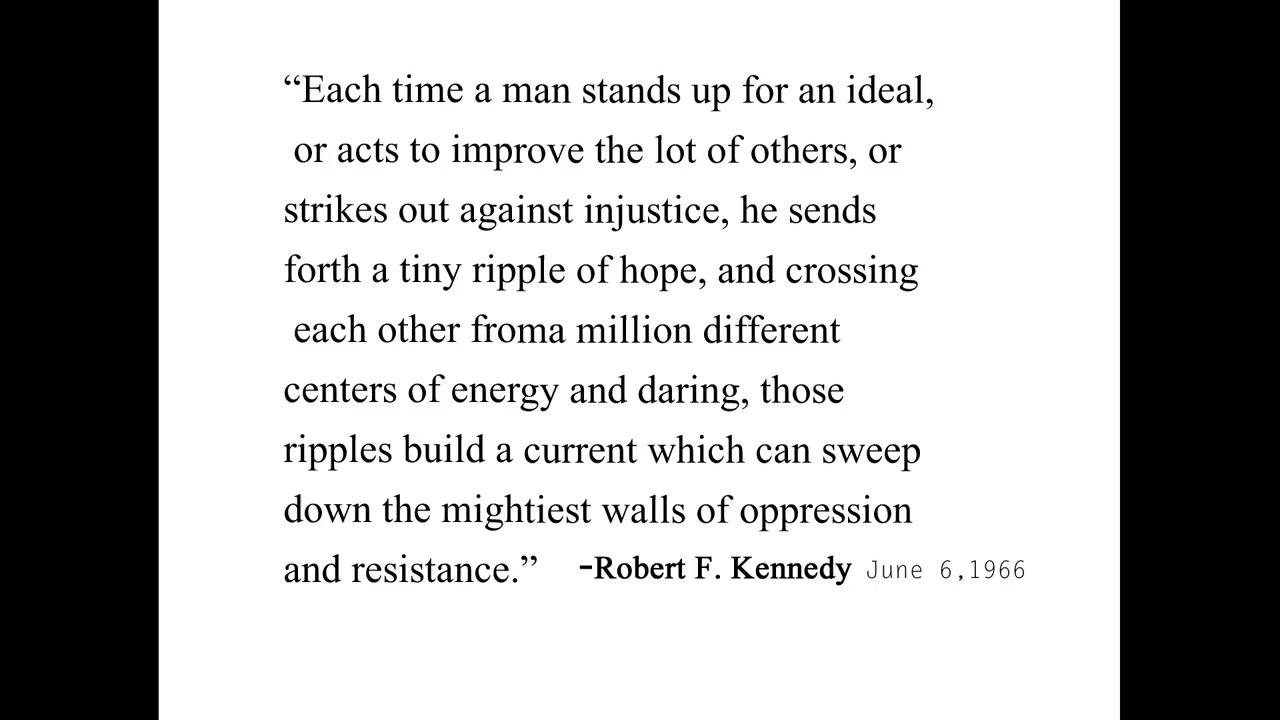 “Each time a man stands up for an ideal,
or acts to improve the lot of others, or
strikes out against injustice, he sends
forth a tiny ripple of hope, and crossing
each other froma million different
centers of energy and daring, those
ripples build a current which can sweep
down the mightiest walls of oppression
and resistance.” -Robert F. Kennedy June 6,1966